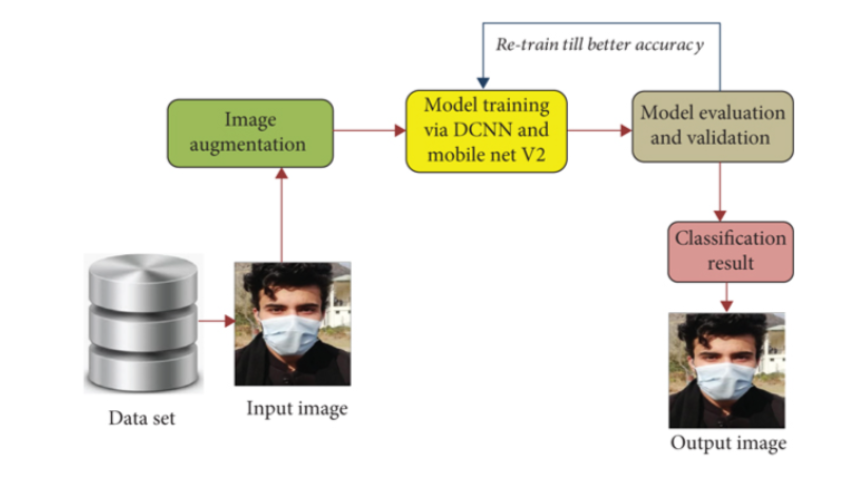 Re-train till better accuracy
Image
augmentation
Model training
via DCNN and
mobile net V2
Model evaluation
and validation
Classification
result
Data set
Input image
Output image